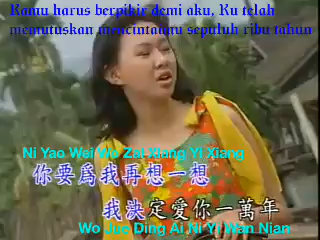 Kamu harus berpikir demi aku, Ku telah
memutuskan mencintaimu sepuluh ribu tahun
Ni Yao Wei Wo Zai Xiang Yi Xiang
你要為我再想一想
我決定愛你一萬年
Wo Jue Ding Ai Ni Yi Wan Nian